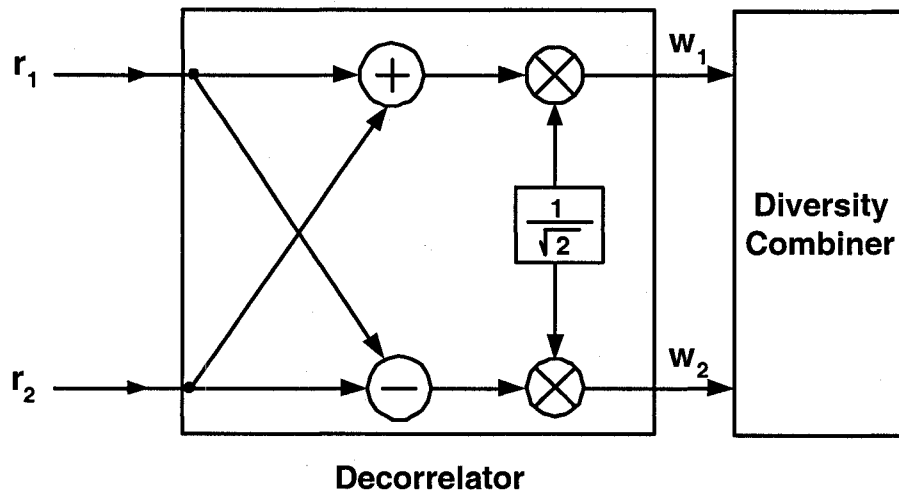 r1
w1
+
1
√2
Diversity
Combiner
r2
w2
−
Decorrelator